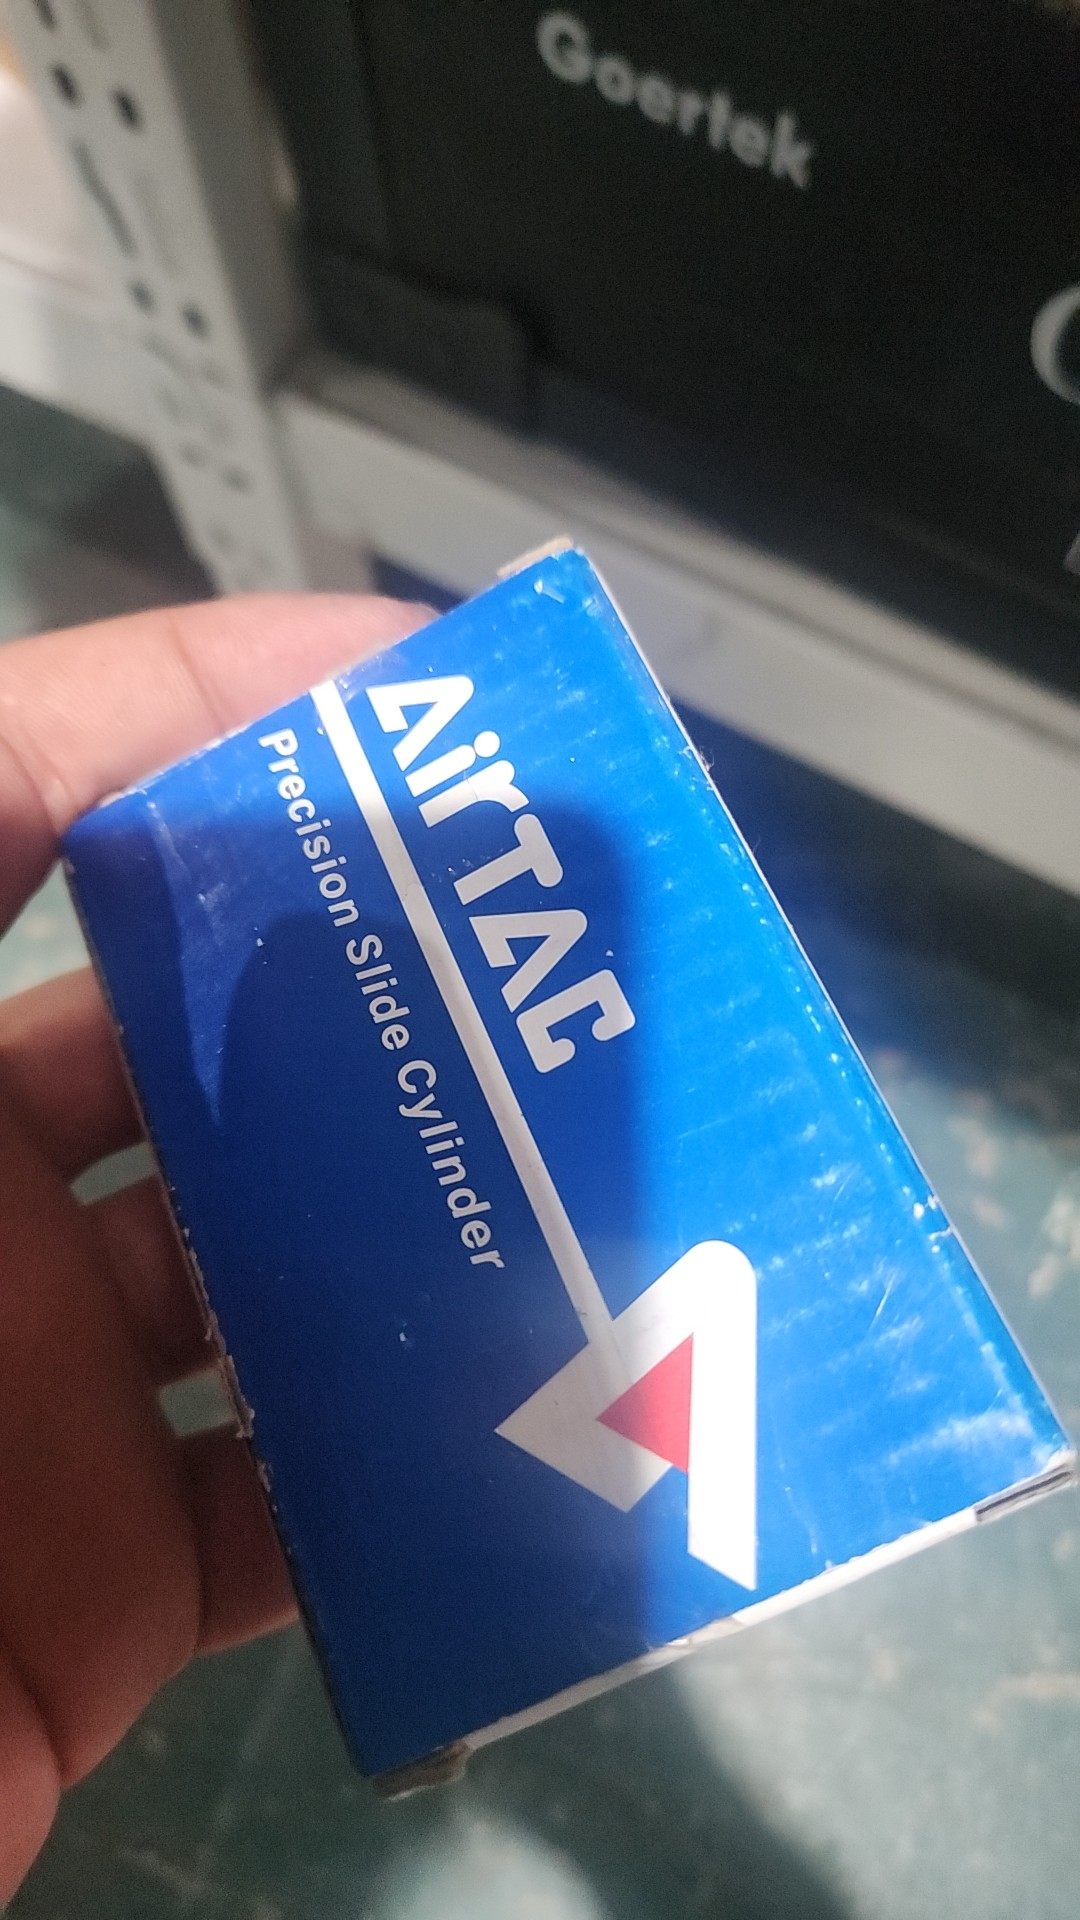 Goertek
AirTAC
Precision Slide Cylinder